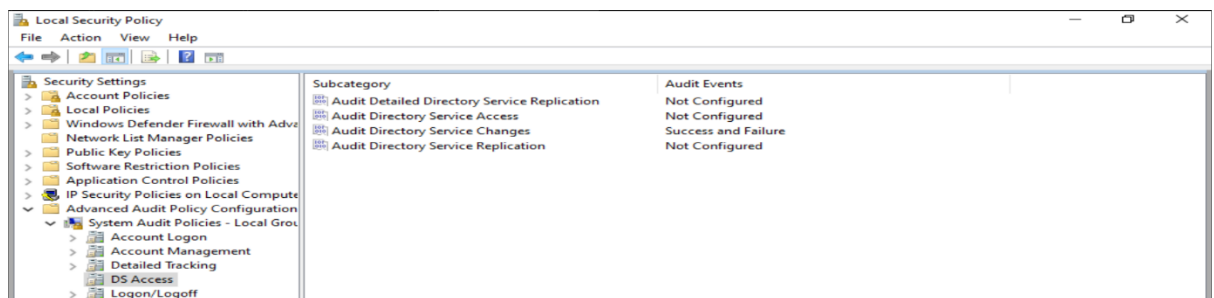 Local Security Policy
File Action View Help
Security Settings
Account Policies
Local Policies
Windows Defender Firewall with Adva
Network List Manager Policies
Public Key Policies
Software Restriction Policies
Application Control Policies
IP Security Policies on Local Compute
Advanced Audit Policy Configuration
System Audit Policies - Local Grou
Account Logon
Account Management
Detailed Tracking
DS Access
Logon/Logoff
Subcategory Audit Events
Audit Detailed Directory Service Replication Not Configured
Audit Directory Service Access Not Configured
Audit Directory Service Changes Success and Failure
Audit Directory Service Replication Not Configured